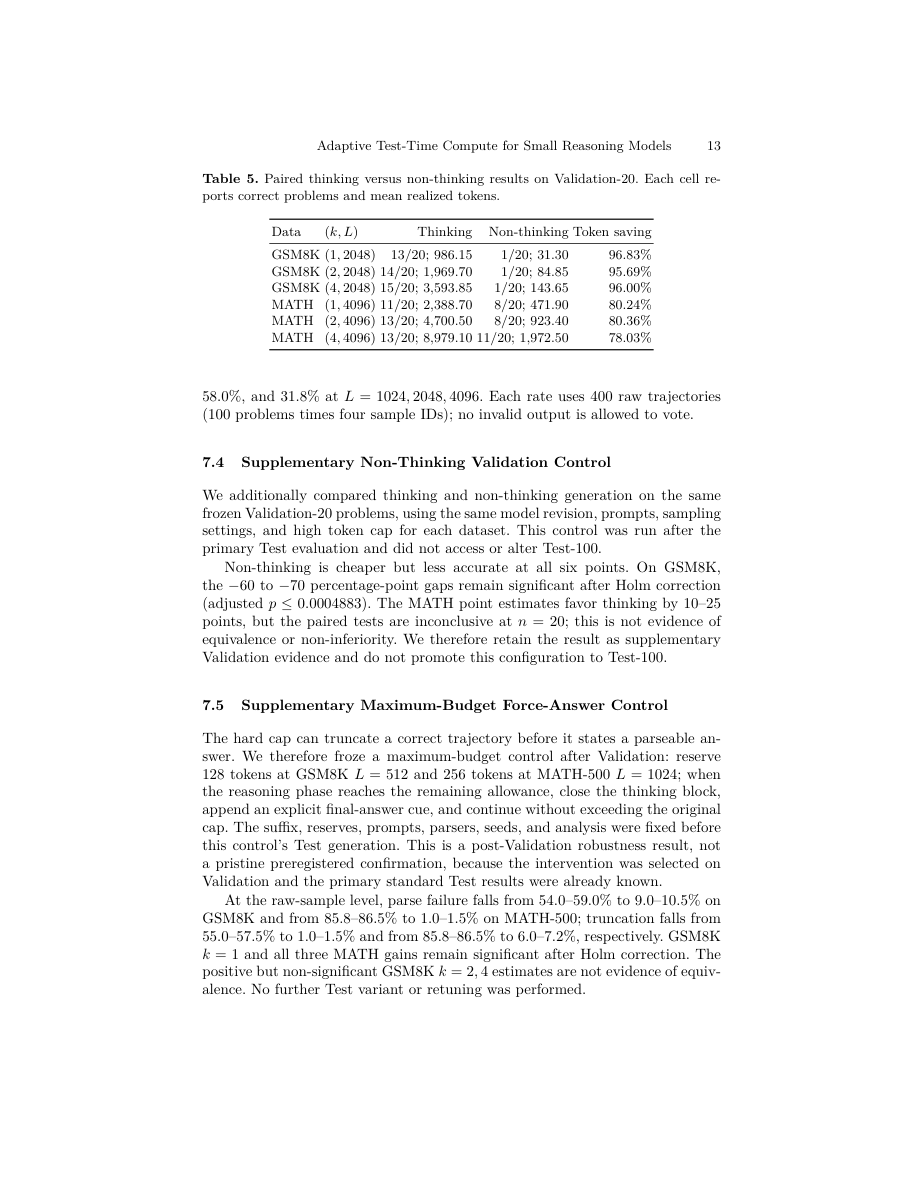 Adaptive Test-Time Compute for Small Reasoning Models 13
Table 5. Paired thinking versus non-thinking results on Validation-20. Each cell re-
ports correct problems and mean realized tokens.
Data (k, L) Thinking Non-thinking Token saving
GSM8K (1, 2048) 13/20; 986.15 1/20; 31.30 96.83%
GSM8K (2, 2048) 14/20; 1,969.70 1/20; 84.85 95.69%
GSM8K (4, 2048) 15/20; 3,593.85 1/20; 143.65 96.00%
MATH (1, 4096) 11/20; 2,388.70 8/20; 471.90 80.24%
MATH (2, 4096) 13/20; 4,700.50 8/20; 923.40 80.36%
MATH (4, 4096) 13/20; 8,979.10 11/20; 1,972.50 78.03%
58.0%, and 31.8% at L = 1024, 2048, 4096. Each rate uses 400 raw trajectories
(100 problems times four sample IDs); no invalid output is allowed to vote.
7.4 Supplementary Non-Thinking Validation Control
We additionally compared thinking and non-thinking generation on the same
frozen Validation-20 problems, using the same model revision, prompts, sampling
settings, and high token cap for each dataset. This control was run after the
primary Test evaluation and did not access or alter Test-100.
Non-thinking is cheaper but less accurate at all six points. On GSM8K,
the −60 to −70 percentage-point gaps remain significant after Holm correction
(adjusted p ≤ 0.0004883). The MATH point estimates favor thinking by 10–25
points, but the paired tests are inconclusive at n = 20; this is not evidence of
equivalence or non-inferiority. We therefore retain the result as supplementary
Validation evidence and do not promote this configuration to Test-100.
7.5 Supplementary Maximum-Budget Force-Answer Control
The hard cap can truncate a correct trajectory before it states a parseable an-
swer. We therefore froze a maximum-budget control after Validation: reserve
128 tokens at GSM8K L = 512 and 256 tokens at MATH-500 L = 1024; when
the reasoning phase reaches the remaining allowance, close the thinking block,
append an explicit final-answer cue, and continue without exceeding the original
cap. The suffix, reserves, prompts, parsers, seeds, and analysis were fixed before
this control's Test generation. This is a post-Validation robustness result, not
a pristine preregistered confirmation, because the intervention was selected on
Validation and the primary standard Test results were already known.
At the raw-sample level, parse failure falls from 54.0–59.0% to 9.0–10.5% on
GSM8K and from 85.8–86.5% to 1.0–1.5% on MATH-500; truncation falls from
55.0–57.5% to 1.0–1.5% and from 85.8–86.5% to 6.0–7.2%, respectively. GSM8K
k = 1 and all three MATH gains remain significant after Holm correction. The
positive but non-significant GSM8K k = 2, 4 estimates are not evidence of equiv-
alence. No further Test variant or retuning was performed.